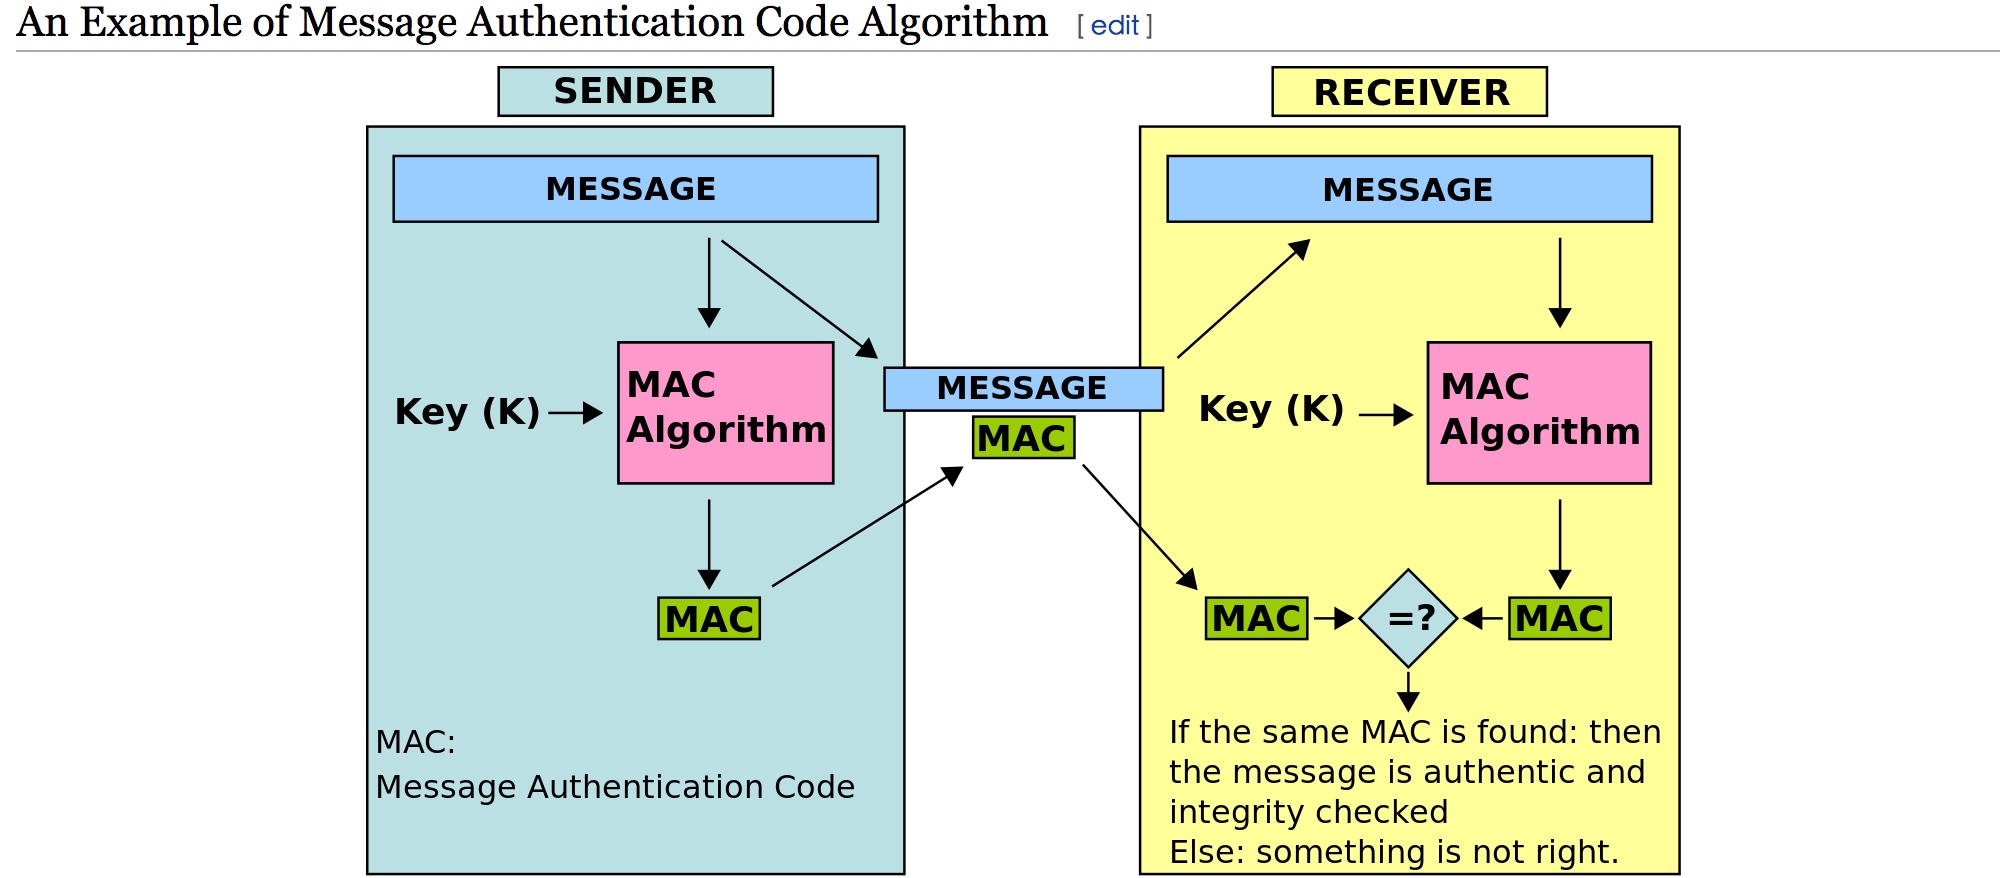 An Example of Message Authentication Code Algorithm [ edit ]
SENDER
MESSAGE
Key (K)
MAC
Algorithm
MAC
MAC:
Message Authentication Code
MESSAGE
MAC
RECEIVER
MESSAGE
Key (K)
MAC
Algorithm
MAC
=?
MAC
If the same MAC is found: then
the message is authentic and
integrity checked
Else: something is not right.